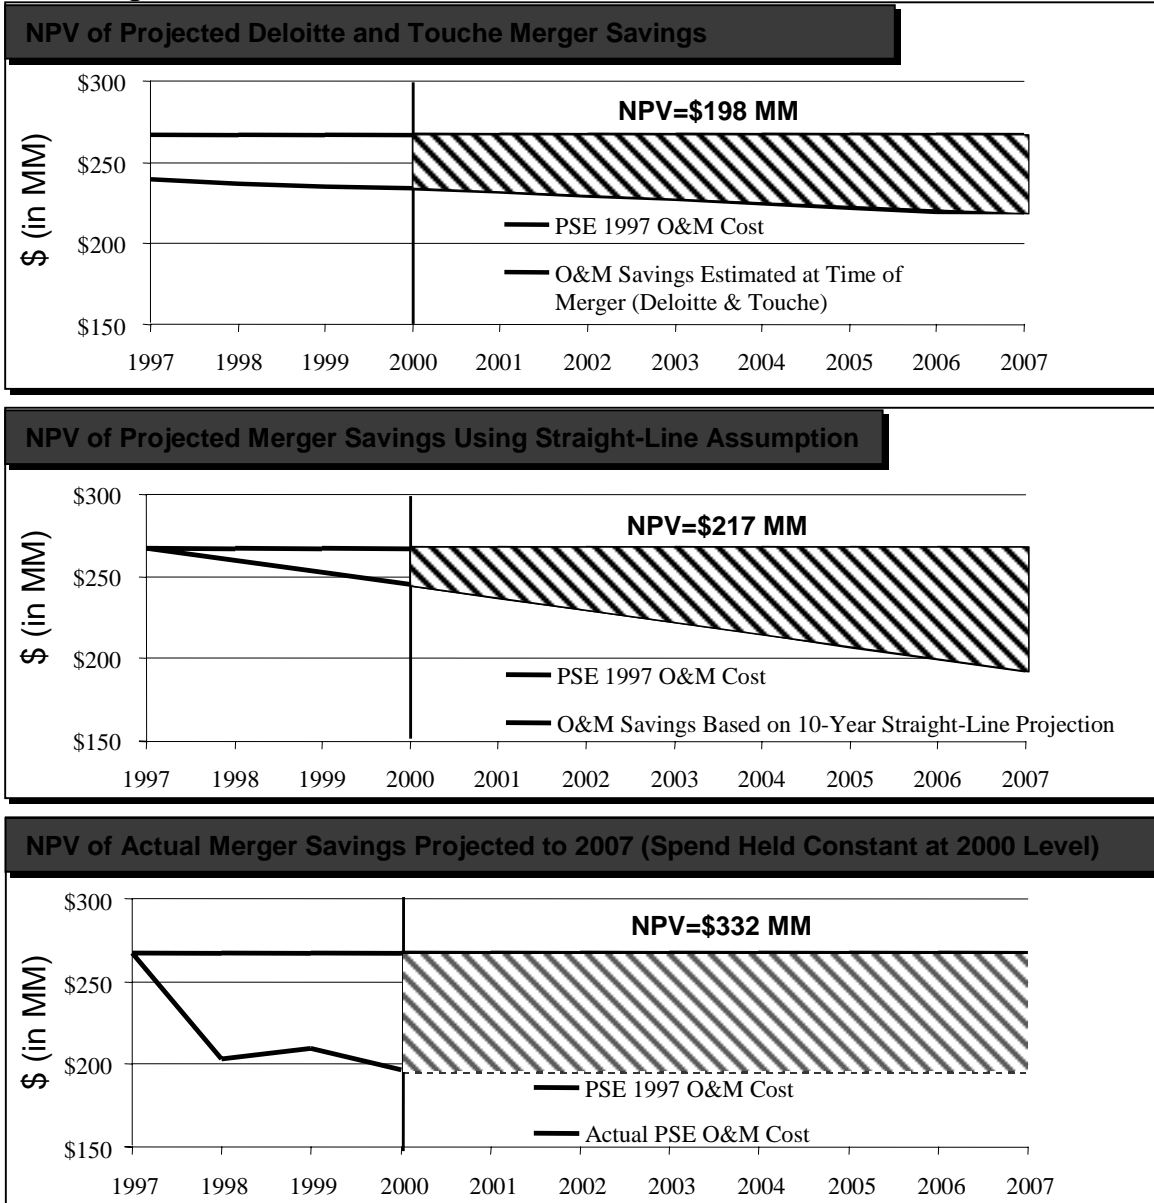 NPV of Projected Deloitte and Touche Merger Savings
$300
NPV=$198 MM
$250
$ (in MM)
PSE 1997 O&M Cost
$200
O&M Savings Estimated at Time of
Merger (Deloitte & Touche)
$150
1997 1998 1999 2000 2001 2002 2003 2004 2005 2006 2007
NPV of Projected Merger Savings Using Straight-Line Assumption
$300
NPV=$217 MM
$250
$ (in MM)
$200
PSE 1997 O&M Cost
O&M Savings Based on 10-Year Straight-Line Projection
$150
1997 1998 1999 2000 2001 2002 2003 2004 2005 2006 2007
NPV of Actual Merger Savings Projected to 2007 (Spend Held Constant at 2000 Level)
$300
NPV=$332 MM
$250
$ (in MM)
$200
PSE 1997 O&M Cost
Actual PSE O&M Cost
$150
1997 1998 1999 2000 2001 2002 2003 2004 2005 2006 2007